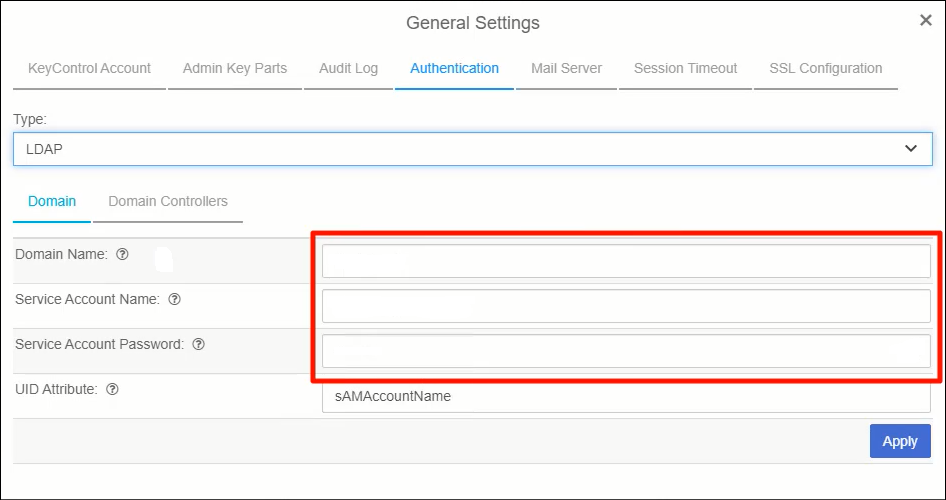 General Settings
KeyControl Account Admin Key Parts Audit Log Authentication Mail Server Session Timeout SSL Configuration
Type:
LDAP
Domain Domain Controllers
Domain Name:
Service Account Name:
Service Account Password:
UID Attribute: sAMAccountName
Apply